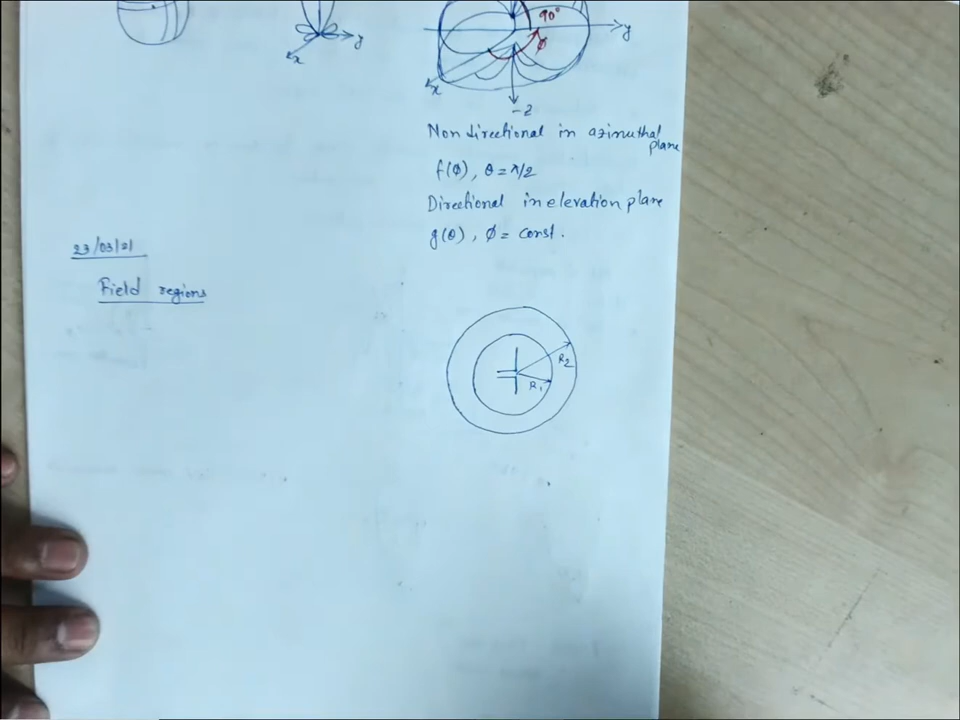 x
y
90°
φ
y
x
-z
Non directional in azimuthal plane
f(φ), θ = π/2
Directional in elevation plane
g(θ), φ = const.
23/03/21
Field regions
R2
R1